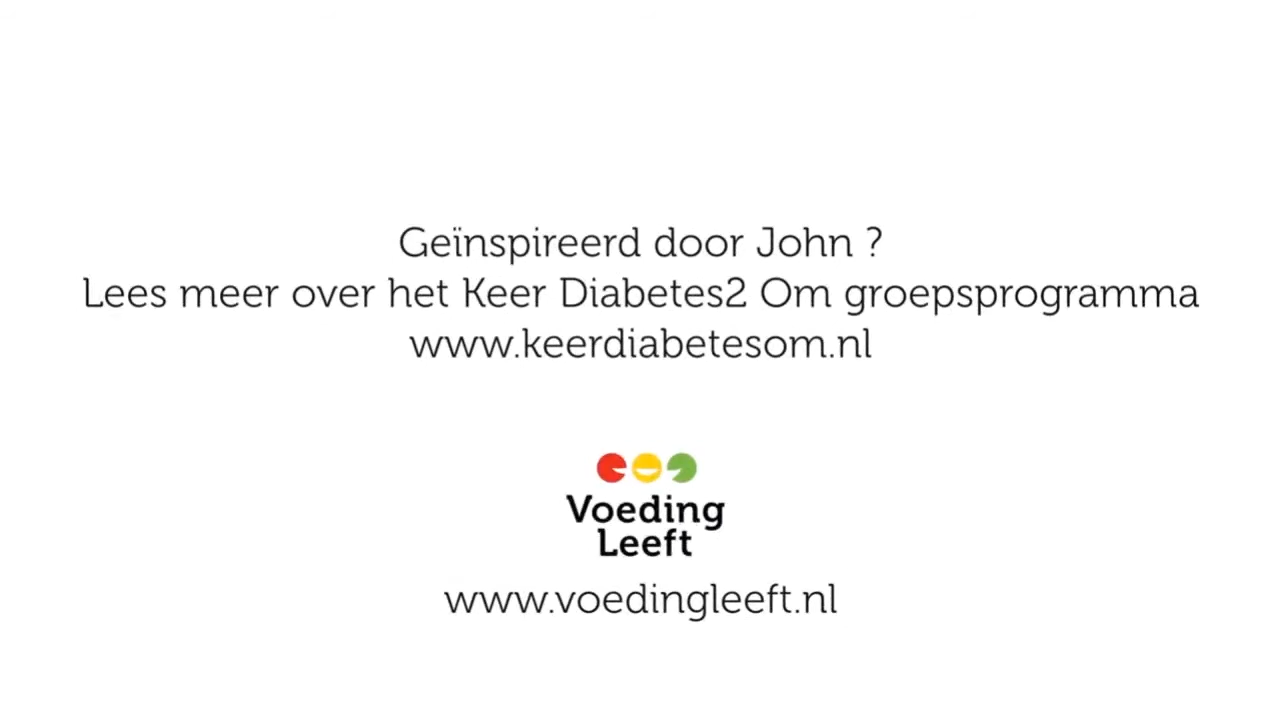 Geïnspireerd door John ?
Lees meer over het Keer Diabetes2 Om groepsprogramma
www.keerdiabetesom.nl
Voeding
Leeft
www.voedingleeft.nl